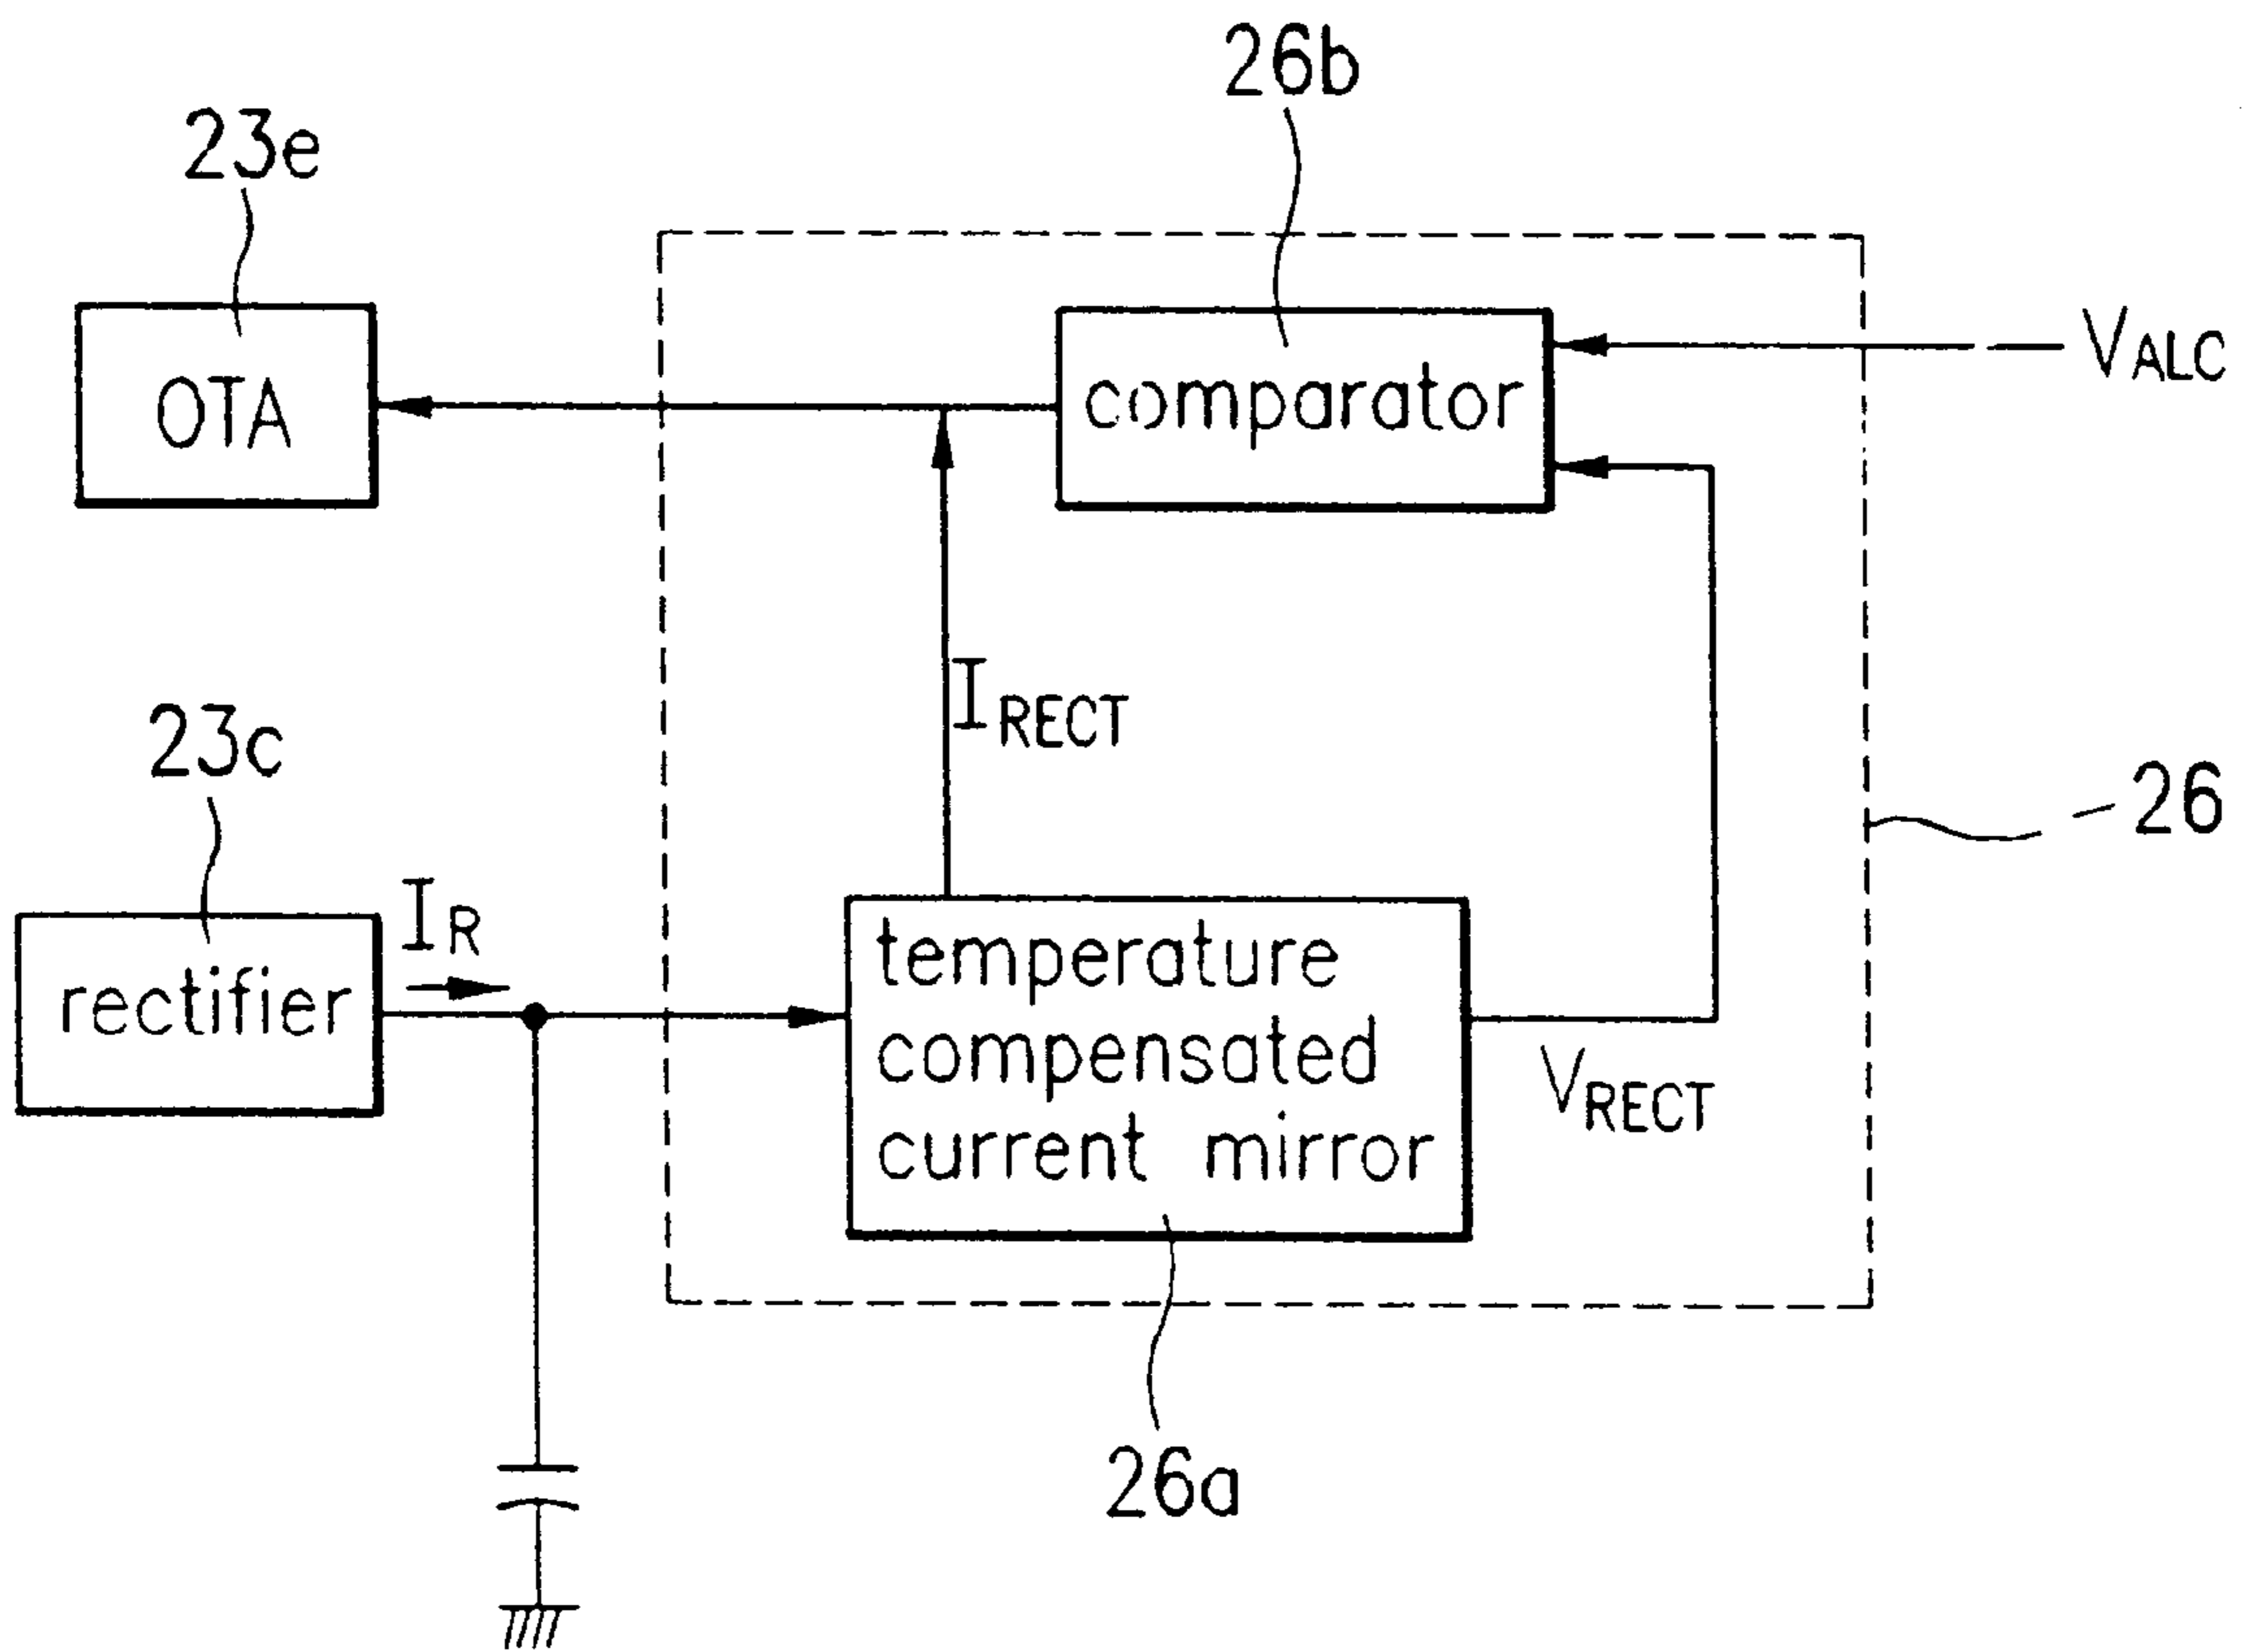 26b
23e
OTA
comparator
VALC
IRECT
23c
26
IR
rectifier
temperature
compensated
current mirror
VRECT
26a